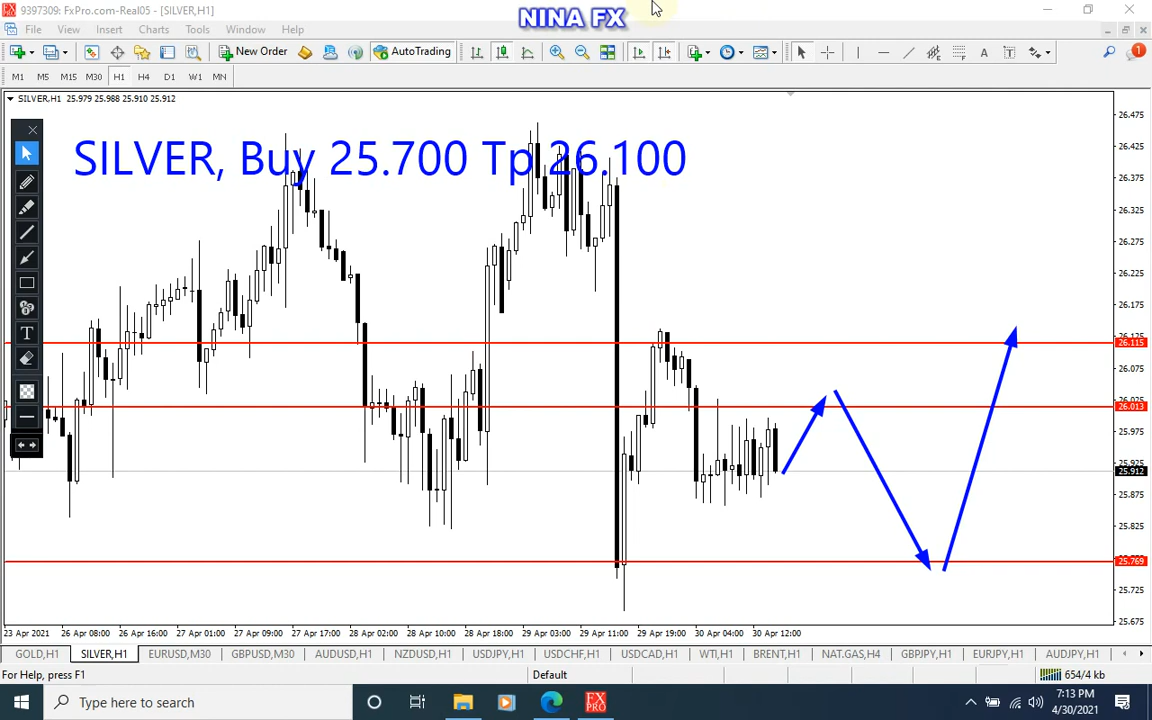 9397309: FxPro.com-Real05 - [SILVER,H1]
NINA FX
File View Insert Charts Tools Window Help
New Order AutoTrading
1
M1 M5 M15 M30 H1 H4 D1 W1 MN
SILVER,H1 25.979 25.988 25.910 25.912
SILVER, Buy 25.700 Tp 26.100
26.475
26.425
26.375
26.325
26.275
26.225
26.175
26.125
26.115
26.075
26.025
26.013
25.975
25.925
25.912
25.875
25.825
25.769
25.725
25.675
23 Apr 2021 26 Apr 08:00 26 Apr 16:00 27 Apr 01:00 27 Apr 09:00 27 Apr 17:00 28 Apr 02:00 28 Apr 10:00 28 Apr 18:00 29 Apr 03:00 29 Apr 11:00 29 Apr 19:00 30 Apr 04:00 30 Apr 12:00
GOLD,H1 SILVER,H1 EURUSD,M30 GBPUSD,M30 AUDUSD,H1 NZDUSD,H1 USDJPY,H1 USDCHF,H1 USDCAD,H1 WTI,H1 BRENT,H1 NAT.GAS,H4 GBPJPY,H1 EURJPY,H1 AUDJPY,H1
For Help, press F1 Default 654/4 kb
Type here to search
FX PRO
7:13 PM
4/30/2021